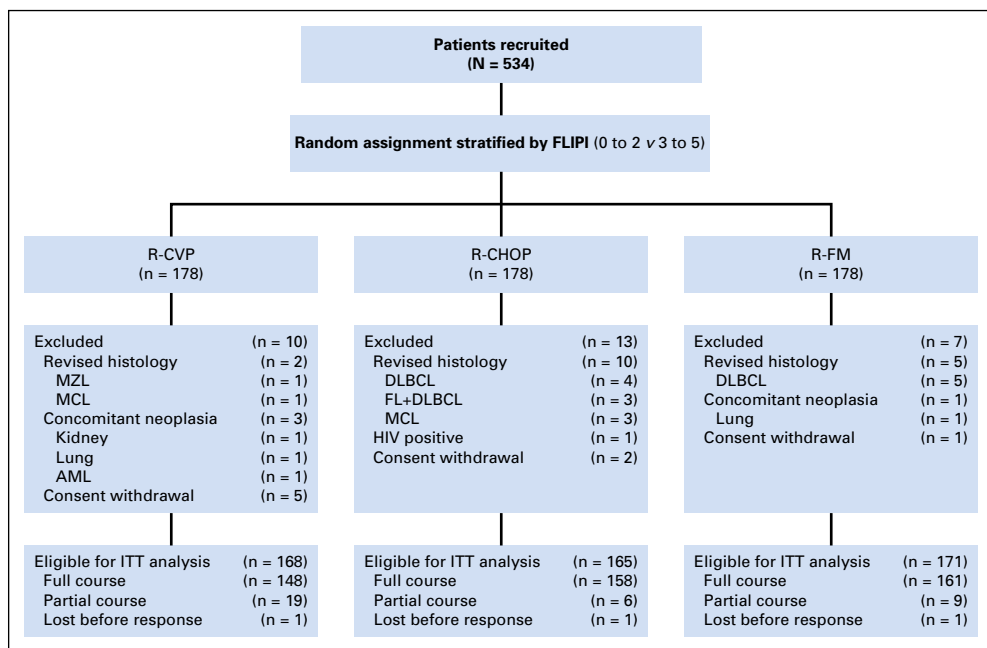 Patients recruited
(N = 534)
Random assignment stratified by FLIPI (0 to 2 v 3 to 5)
R-CVP
(n = 178)
R-CHOP
(n = 178)
R-FM
(n = 178)
Excluded (n = 10)
Revised histology (n = 2)
MZL (n = 1)
MCL (n = 1)
Concomitant neoplasia (n = 3)
Kidney (n = 1)
Lung (n = 1)
AML (n = 1)
Consent withdrawal (n = 5)
Excluded (n = 13)
Revised histology (n = 10)
DLBCL (n = 4)
FL+DLBCL (n = 3)
MCL (n = 3)
HIV positive (n = 1)
Consent withdrawal (n = 2)
Excluded (n = 7)
Revised histology (n = 5)
DLBCL (n = 5)
Concomitant neoplasia (n = 1)
Lung (n = 1)
Consent withdrawal (n = 1)
Eligible for ITT analysis (n = 168)
Full course (n = 148)
Partial course (n = 19)
Lost before response (n = 1)
Eligible for ITT analysis (n = 165)
Full course (n = 158)
Partial course (n = 6)
Lost before response (n = 1)
Eligible for ITT analysis (n = 171)
Full course (n = 161)
Partial course (n = 9)
Lost before response (n = 1)